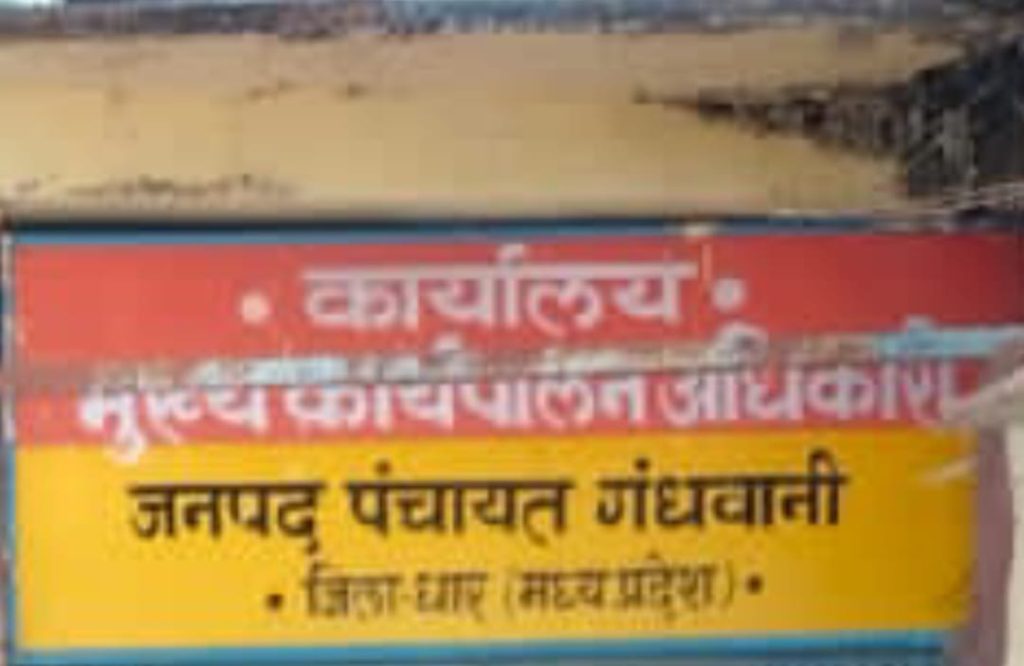 • कार्यालय •
मुख्य कार्यपालन अधिकारी
जनपद पंचायत गंधवानी
• जिला-धार (मध्य प्रदेश) •